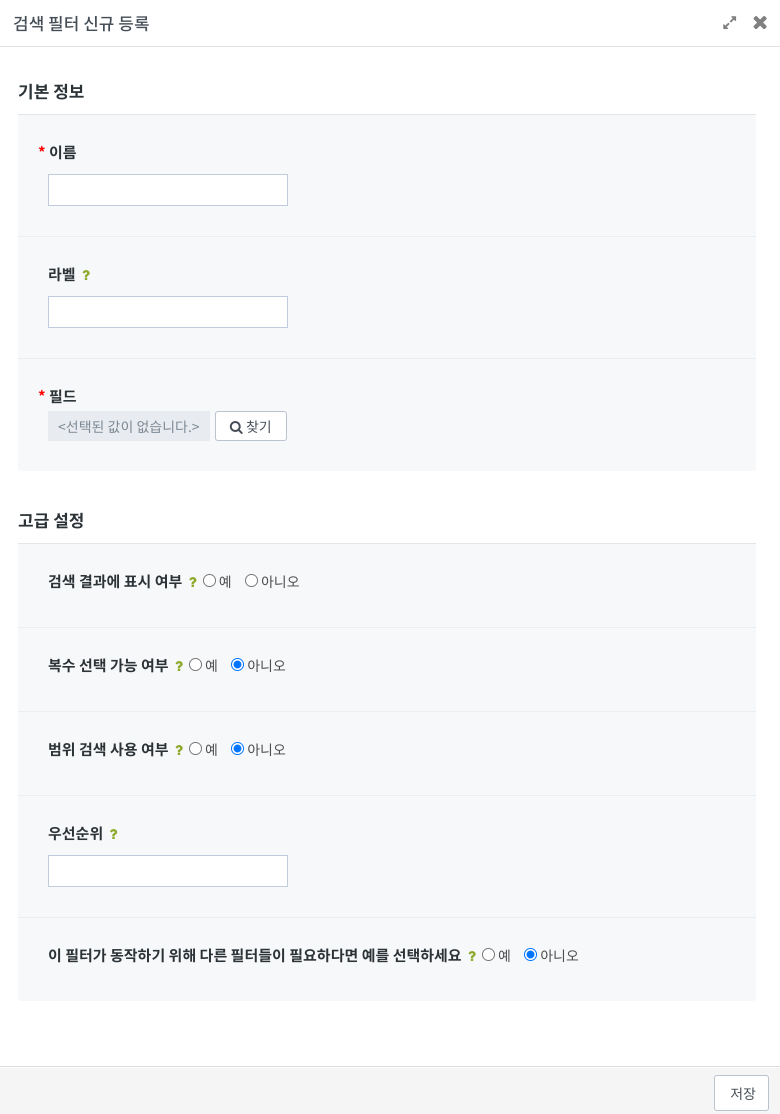 검색 필터 신규 등록
기본 정보
* 이름
라벨 ?
* 필드
<선택된 값이 없습니다.> 찾기
고급 설정
검색 결과에 표시 여부 ? 예 아니오
복수 선택 가능 여부 ? 예 아니오
범위 검색 사용 여부 ? 예 아니오
우선순위 ?
이 필터가 동작하기 위해 다른 필터들이 필요하다면 예를 선택하세요 ? 예 아니오
저장